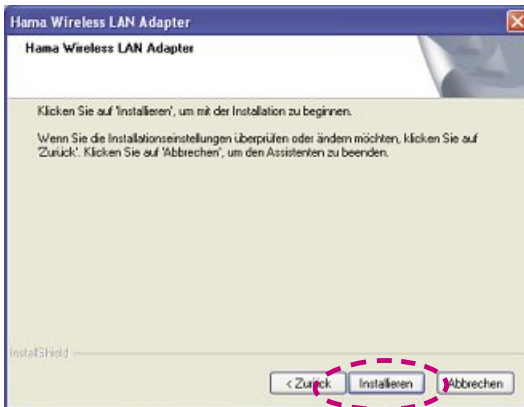 Hama Wireless LAN Adapter
Hama Wireless LAN Adapter
Klicken Sie auf 'Installieren', um mit der Installation zu beginnen.
Wenn Sie die Installationseinstellungen überprüfen oder ändern möchten, klicken Sie auf
'Zurück'. Klicken Sie auf 'Abbrechen', um den Assistenten zu beenden.
InstallShield
< Zurück Installieren Abbrechen